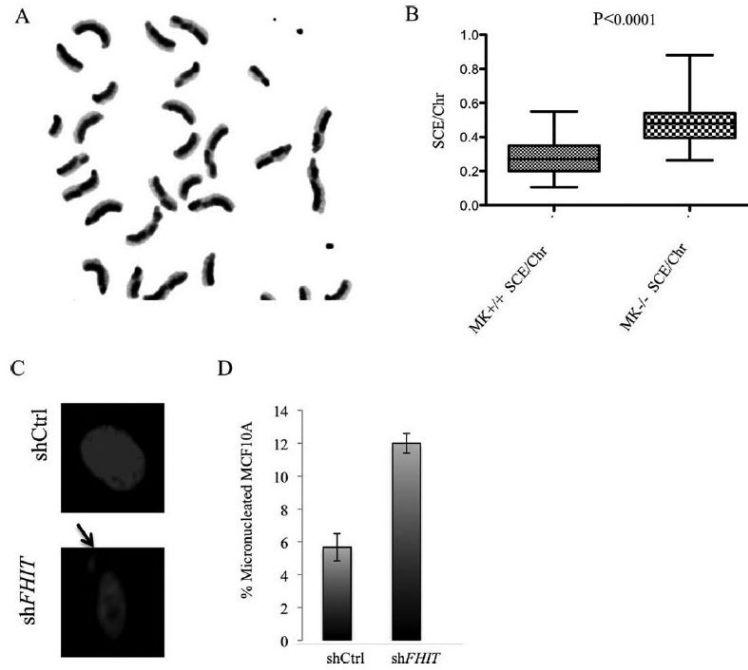 A
B
P<0.0001
SCE/Chr
1.0
0.8
0.6
0.4
0.2
0.0
MK+/+ SCE/Chr
MK-/- SCE/Chr
C
shCtrl
shFHIT
D
% Micronucleated MCF10A
14
12
10
8
6
4
2
0
shCtrl
shFHIT